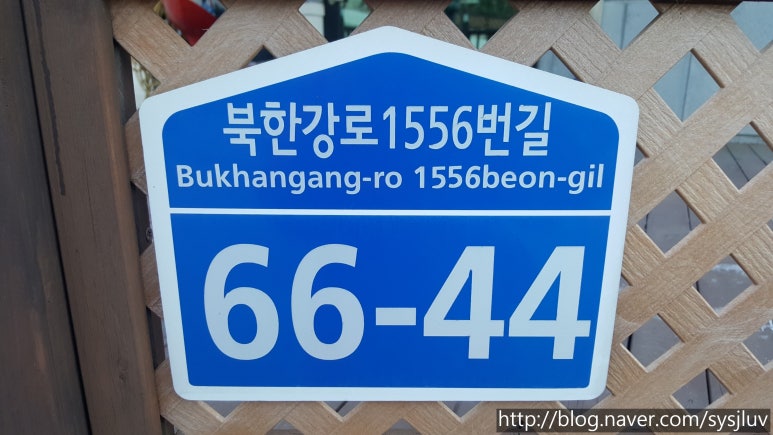 북한강로1556번길
Bukhangang-ro 1556beon-gil
66-44
http://blog.naver.com/sysjluv